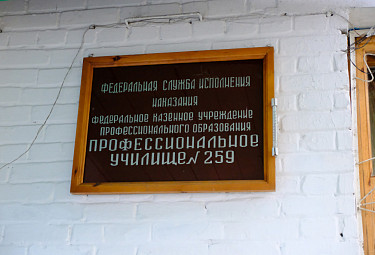 ФЕДЕРАЛЬНАЯ СЛУЖБА ИСПОЛНЕНИЯ
НАКАЗАНИЯ
ФЕДЕРАЛЬНОЕ КАЗЕННОЕ УЧРЕЖДЕНИЕ
ПРОФЕССИОНАЛЬНОГО ОБРАЗОВАНИЯ
ПРОФЕССИОНАЛЬНОЕ
УЧИЛИЩЕ № 259